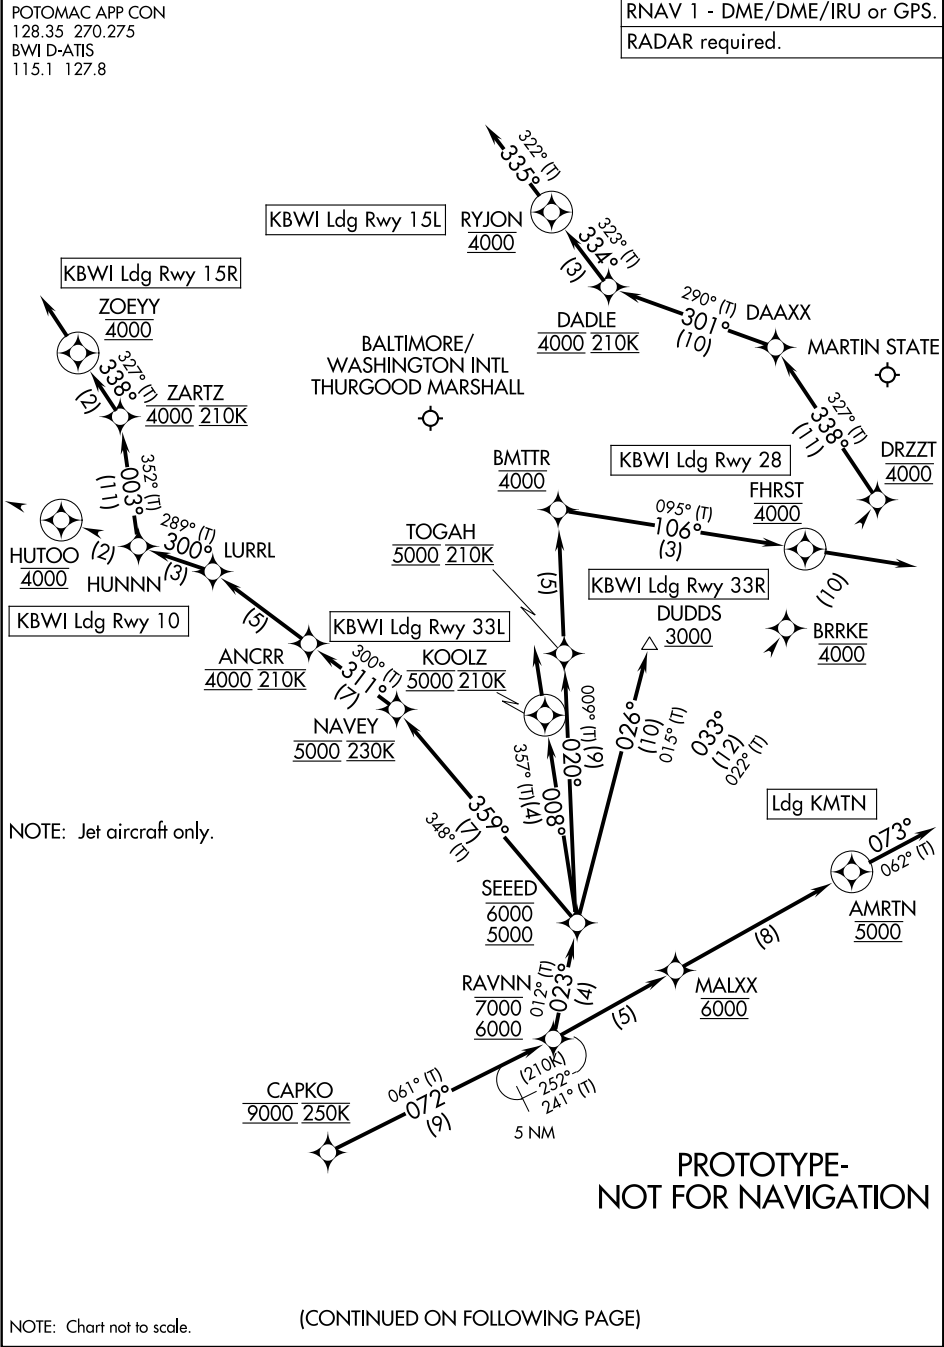 POTOMAC APP CON
128.35 270.275
BWI D-ATIS
115.1 127.8
RNAV 1 - DME/DME/IRU or GPS.
RADAR required.
322° (T)
335°
KBWI Ldg Rwy 15L
RYJON
4000
323° (T)
334°
(3)
KBWI Ldg Rwy 15R
ZOEYY
4000
290° (T)
301°
(10)
DAAXX
DADLE
4000 210K
BALTIMORE/
WASHINGTON INTL
THURGOOD MARSHALL
MARTIN STATE
327° (T)
338°
(2)
ZARTZ
4000 210K
327° (T)
338°
(11)
DRZZT
4000
BMTTR
4000
KBWI Ldg Rwy 28
352° (T)
003°
(11)
FHRST
4000
095° (T)
106°
(3)
289° (T)
300°
(3)
LURRL
TOGAH
5000 210K
HUTOO
4000
(2)
HUNNN
(5)
KBWI Ldg Rwy 33R
(10)
KBWI Ldg Rwy 10
(5)
KBWI Ldg Rwy 33L
DUDDS
3000
BRRKE
4000
ANCRR
4000 210K
300° (T)
311°
(7)
KOOLZ
5000 210K
NAVEY
5000 230K
009° (T)(9)
020°
026°
(10)
015° (T)
033°
(12)
022° (T)
357° (T)(4)
008°
Ldg KMTN
NOTE: Jet aircraft only.
359°
(7)
348° (T)
073°
062° (T)
SEEED
6000
5000
AMRTN
5000
(8)
RAVNN
7000
6000
012° (T)
023°
(4)
MALXX
6000
(5)
CAPKO
9000 250K
061° (T)
072°
(9)
(210K)
252°
241° (T)
5 NM
PROTOTYPE-
NOT FOR NAVIGATION
(CONTINUED ON FOLLOWING PAGE)
NOTE: Chart not to scale.